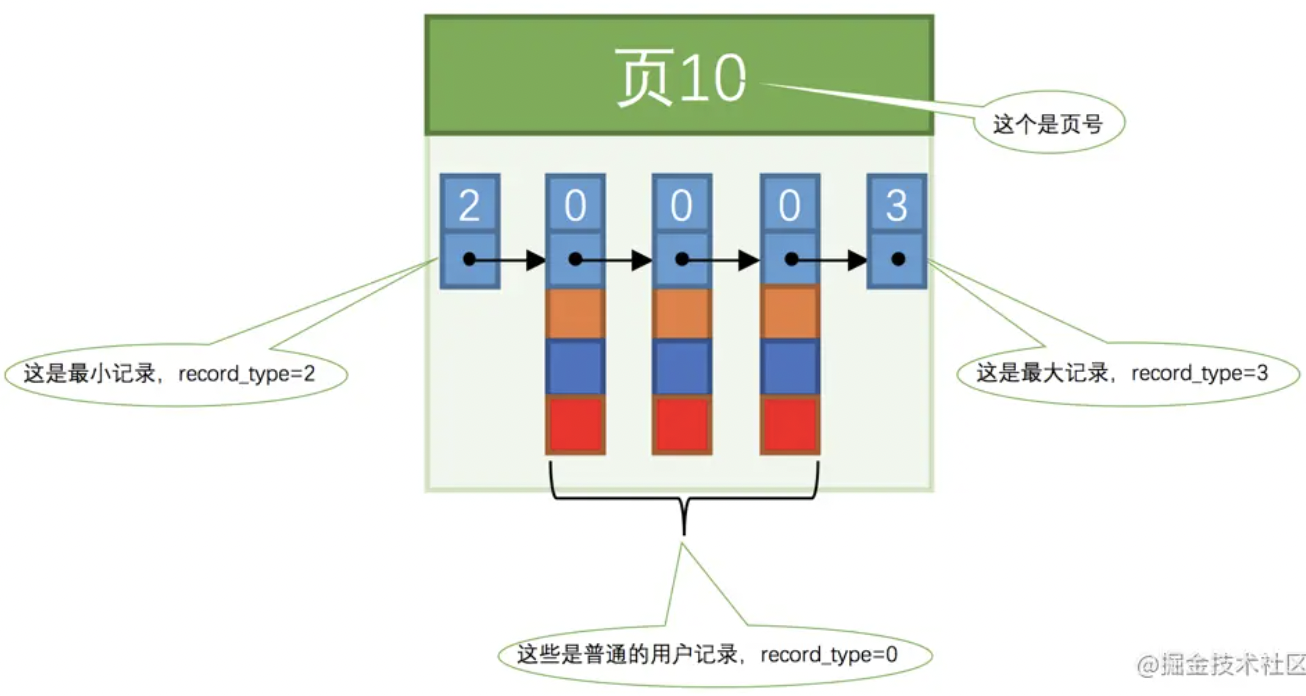 页10
这个是页号
2 0 0 0 3
这是最小记录，record_type=2
这是最大记录，record_type=3
这些是普通的用户记录，record_type=0
@掘金技术社区